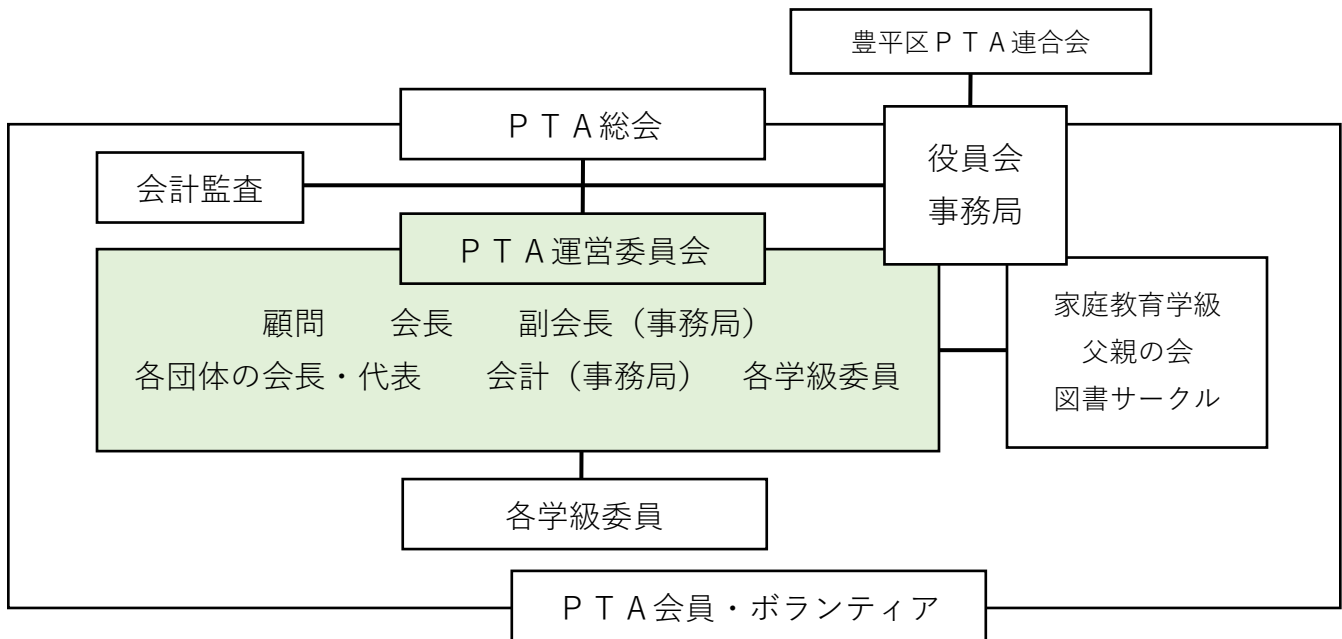 豊平区ＰＴＡ連合会
ＰＴＡ総会
役員会
事務局
会計監査
ＰＴＡ運営委員会
顧問　　会長　　副会長（事務局）
各団体の会長・代表　　会計（事務局）　各学級委員
家庭教育学級
父親の会
図書サークル
各学級委員
ＰＴＡ会員・ボランティア